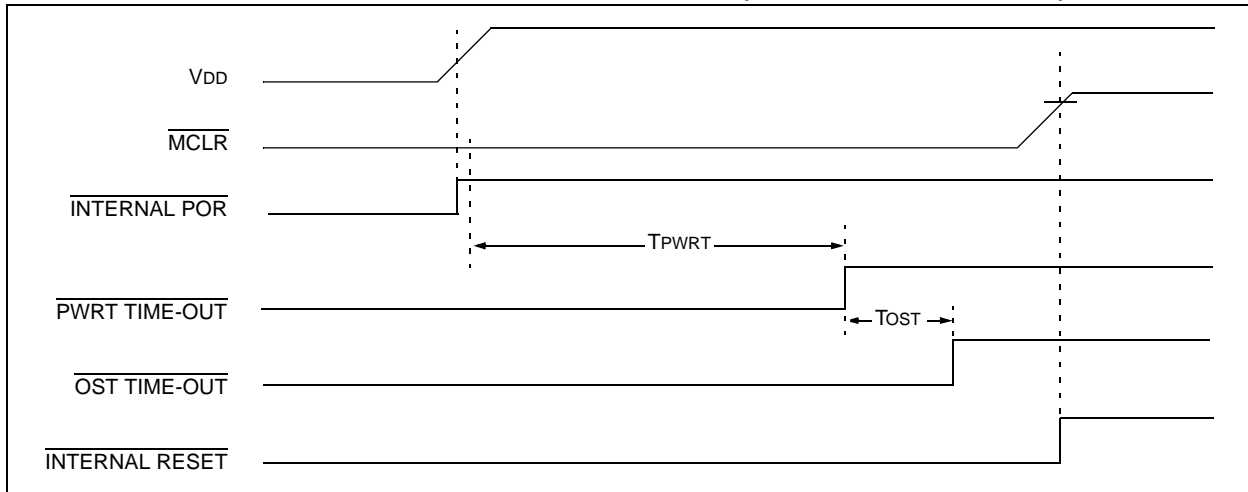 VDD
MCLR
INTERNAL POR
TPWRT
PWRT TIME-OUT
TOST
OST TIME-OUT
INTERNAL RESET